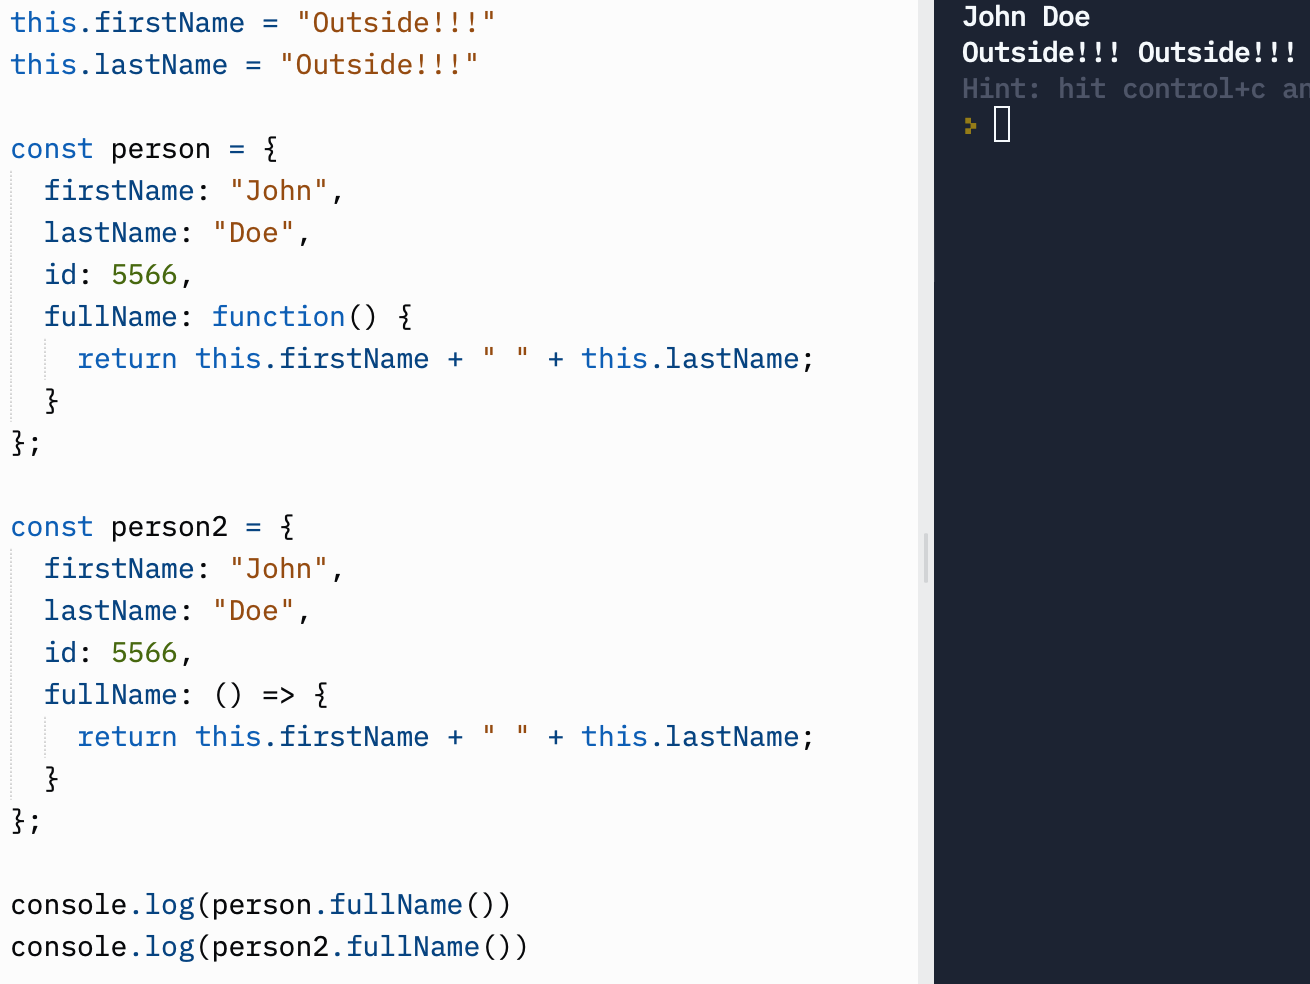 this.firstName = "Outside!!!"
this.lastName = "Outside!!!"

const person = {
  firstName: "John",
  lastName: "Doe",
  id: 5566,
  fullName: function() {
    return this.firstName + " " + this.lastName;
  }
};

const person2 = {
  firstName: "John",
  lastName: "Doe",
  id: 5566,
  fullName: () => {
    return this.firstName + " " + this.lastName;
  }
};

console.log(person.fullName())
console.log(person2.fullName())
John Doe
Outside!!! Outside!!!
Hint: hit control+c an
>